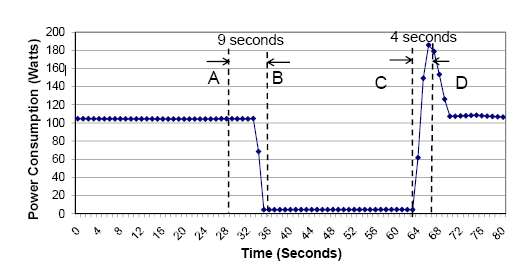 200
180
160
140
120
100
80
60
40
20
0
Power Consumption (Watts)
9 seconds
4 seconds
A
B
C
D
0 4 8 12 16 20 24 28 32 36 40 44 48 52 56 60 64 68 72 76 80
Time (Seconds)